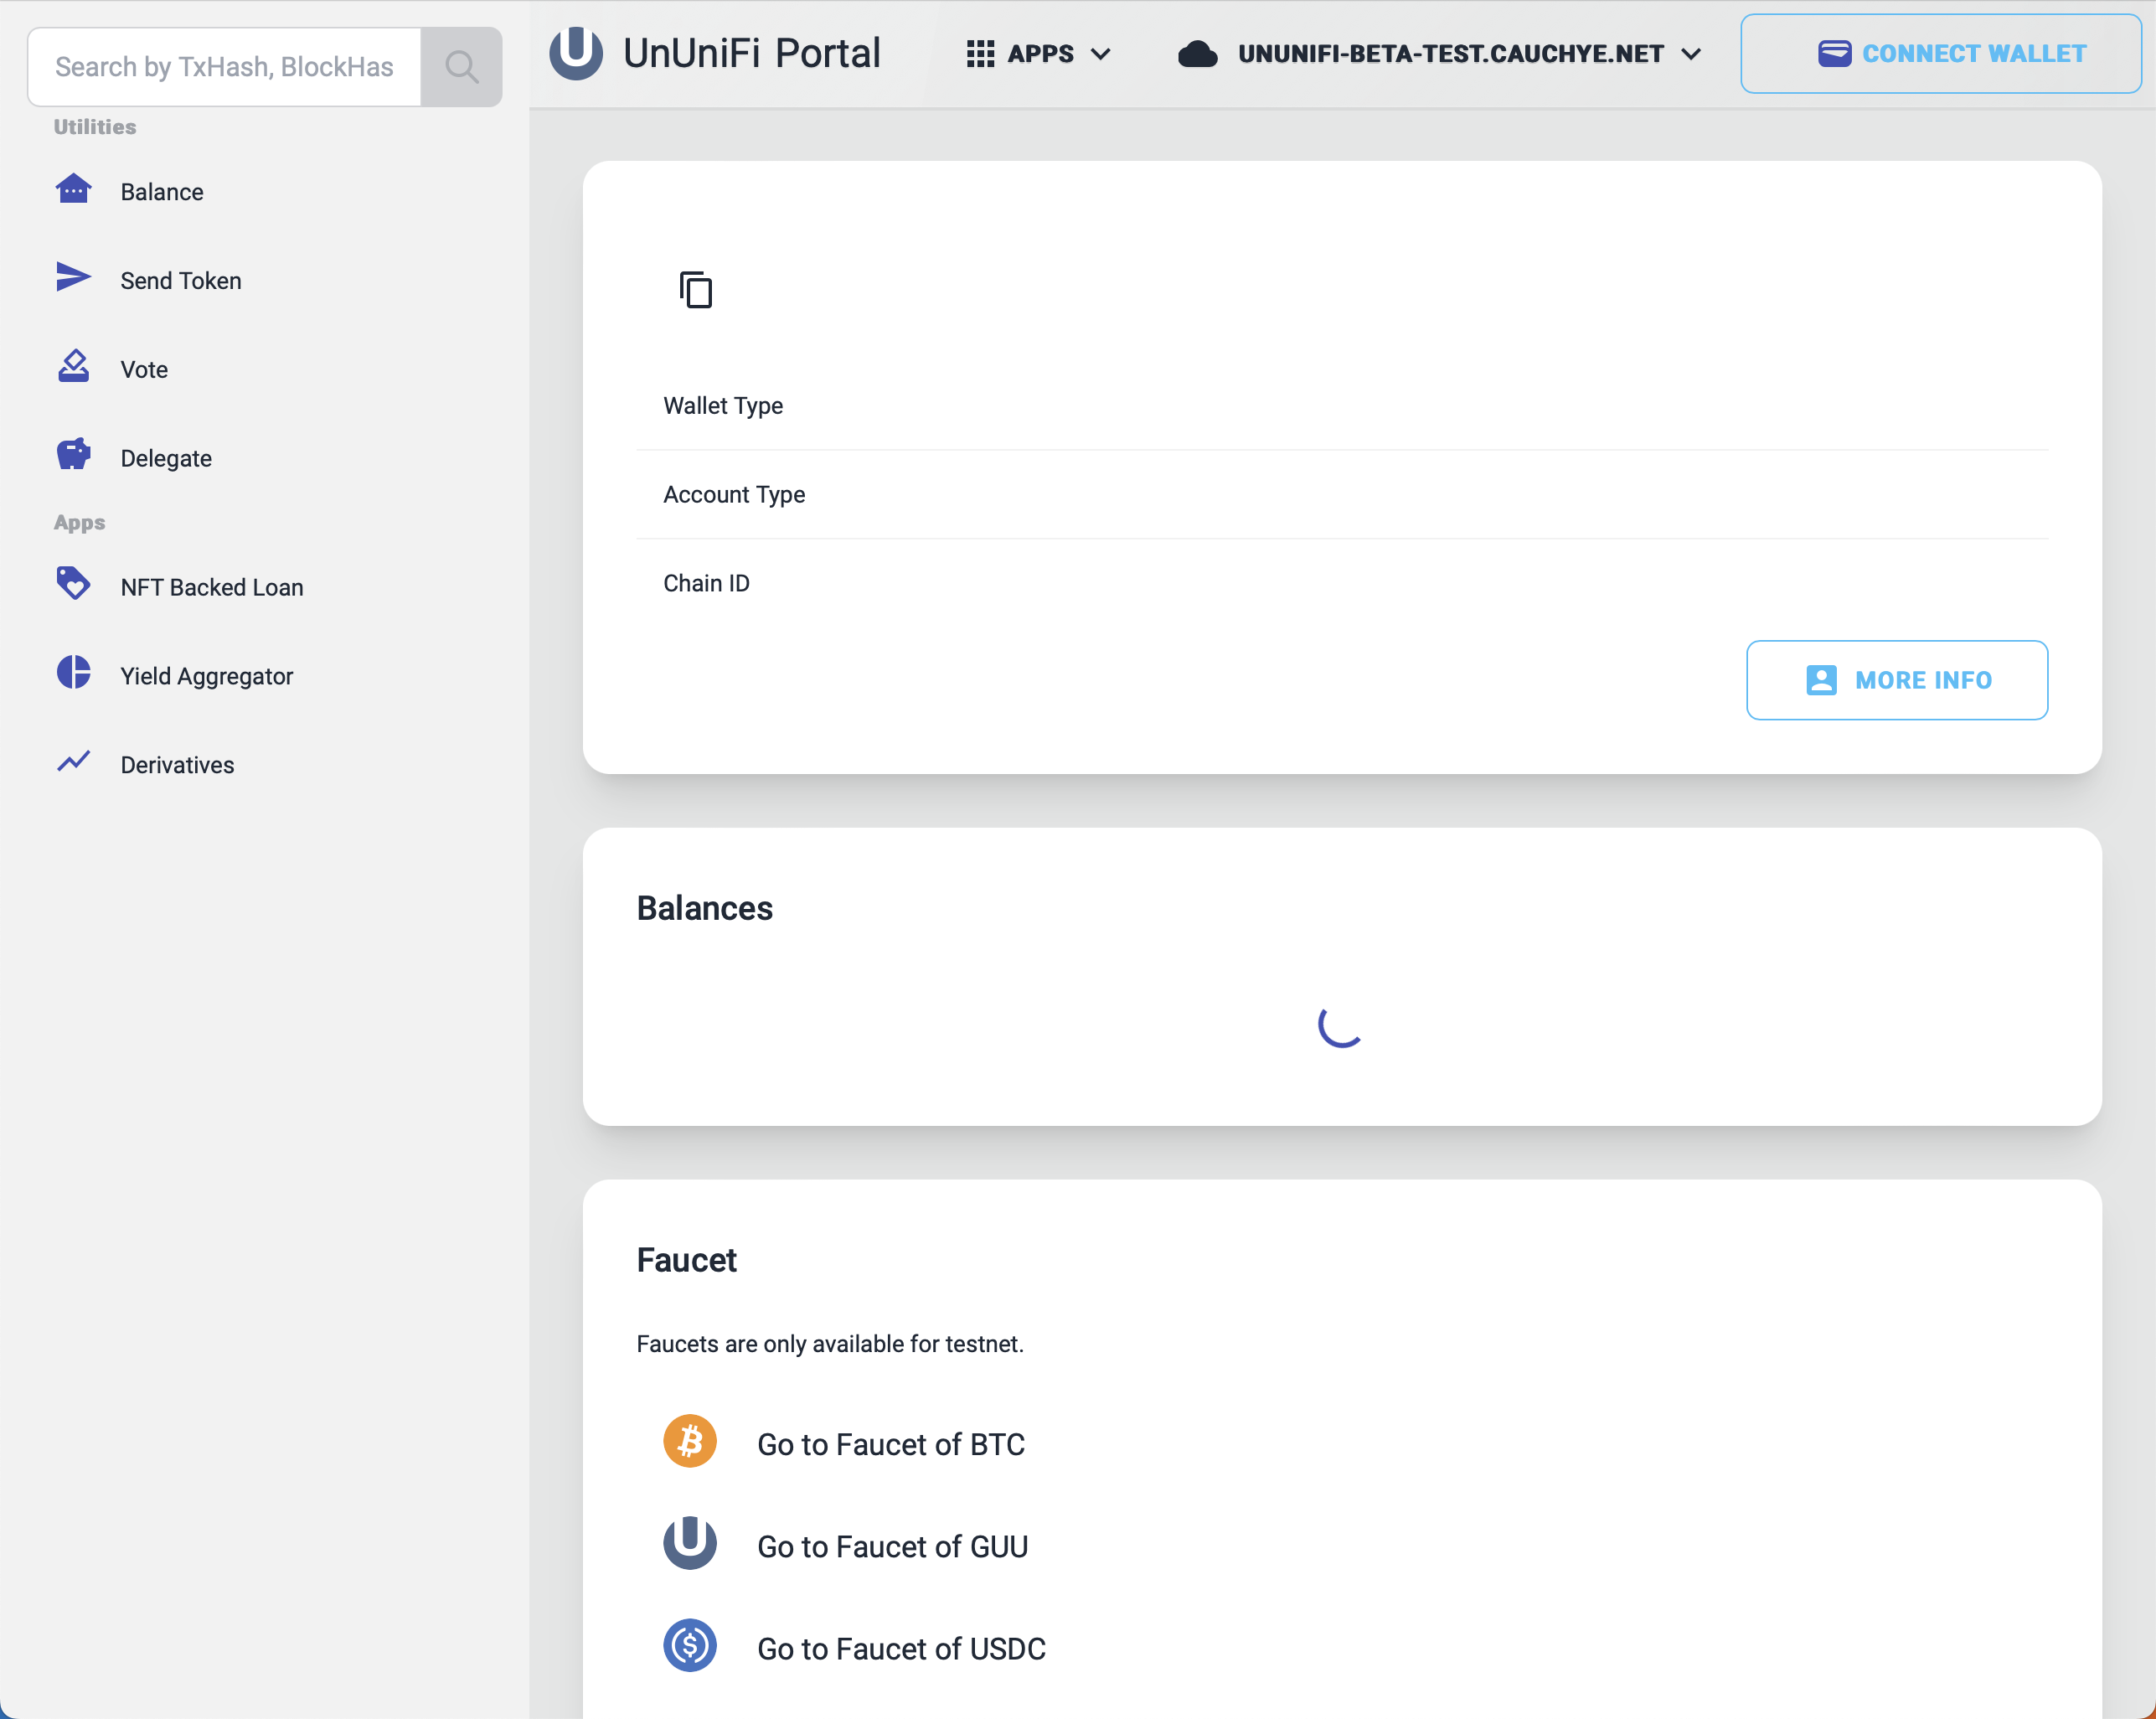 Search by TxHash, BlockHas
Utilities
Balance
Send Token
Vote
Delegate
Apps
NFT Backed Loan
Yield Aggregator
Derivatives
UnUniFi Portal
APPS
UNUNIFI-BETA-TEST.CAUCHYE.NET
CONNECT WALLET
Wallet Type
Account Type
Chain ID
MORE INFO
Balances
Faucet
Faucets are only available for testnet.
Go to Faucet of BTC
Go to Faucet of GUU
Go to Faucet of USDC